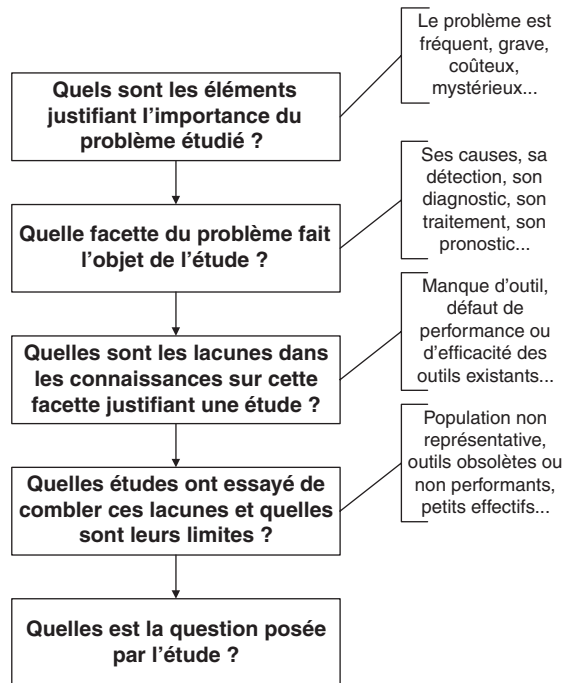 Le problème est
fréquent, grave,
coûteux,
mystérieux...
Quels sont les éléments
justifiant l'importance du
problème étudié ?
Ses causes, sa
détection, son
diagnostic, son
traitement, son
pronostic...
Quelle facette du problème fait
l'objet de l'étude ?
Manque d'outil,
défaut de
performance ou
d'efficacité des
outils existants...
Quelles sont les lacunes dans
les connaissances sur cette
facette justifiant une étude ?
Population non
représentative,
outils obsolètes ou
non performants,
petits effectifs...
Quelles études ont essayé de
combler ces lacunes et quelles
sont leurs limites ?
Quelles est la question posée
par l'étude ?